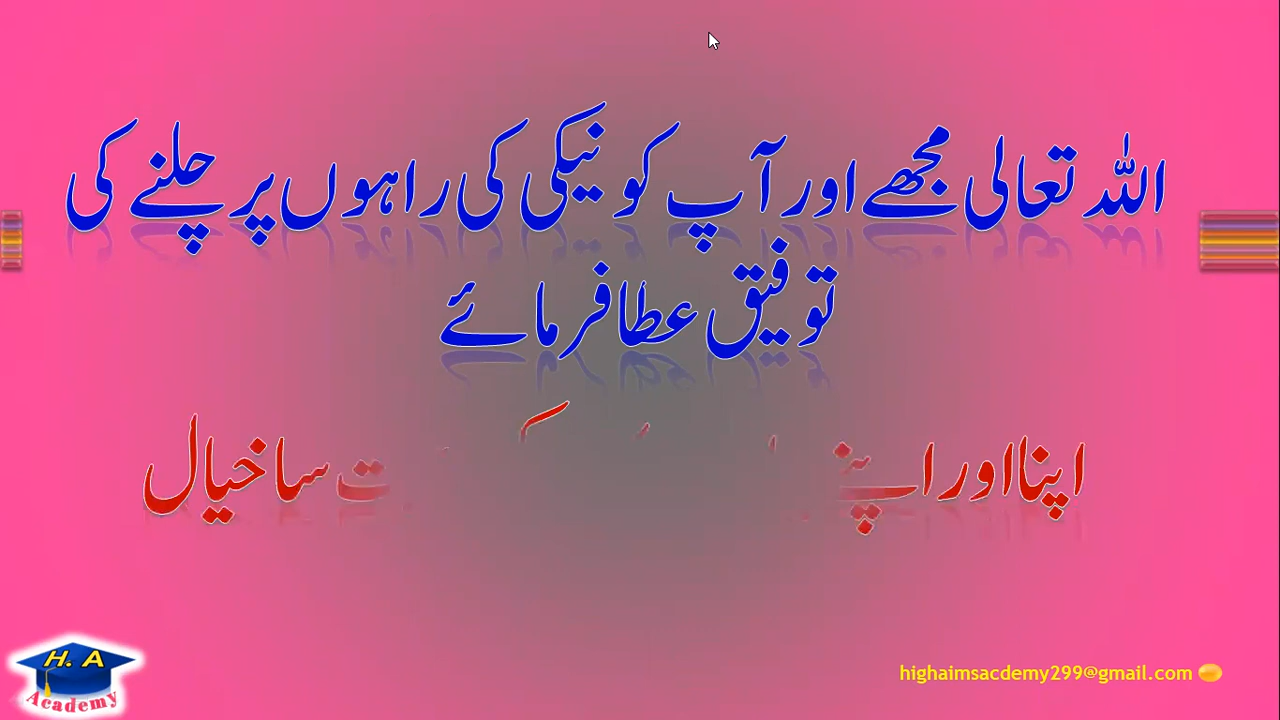 اللہ تعالی مجھے اور آپ کو نیکی کی راہوں پر چلنے کی
توفیق عطا فرمائے
اپنا اور اپنے سا خیال
H. A
Academy
highaimsacdemy299@gmail.com